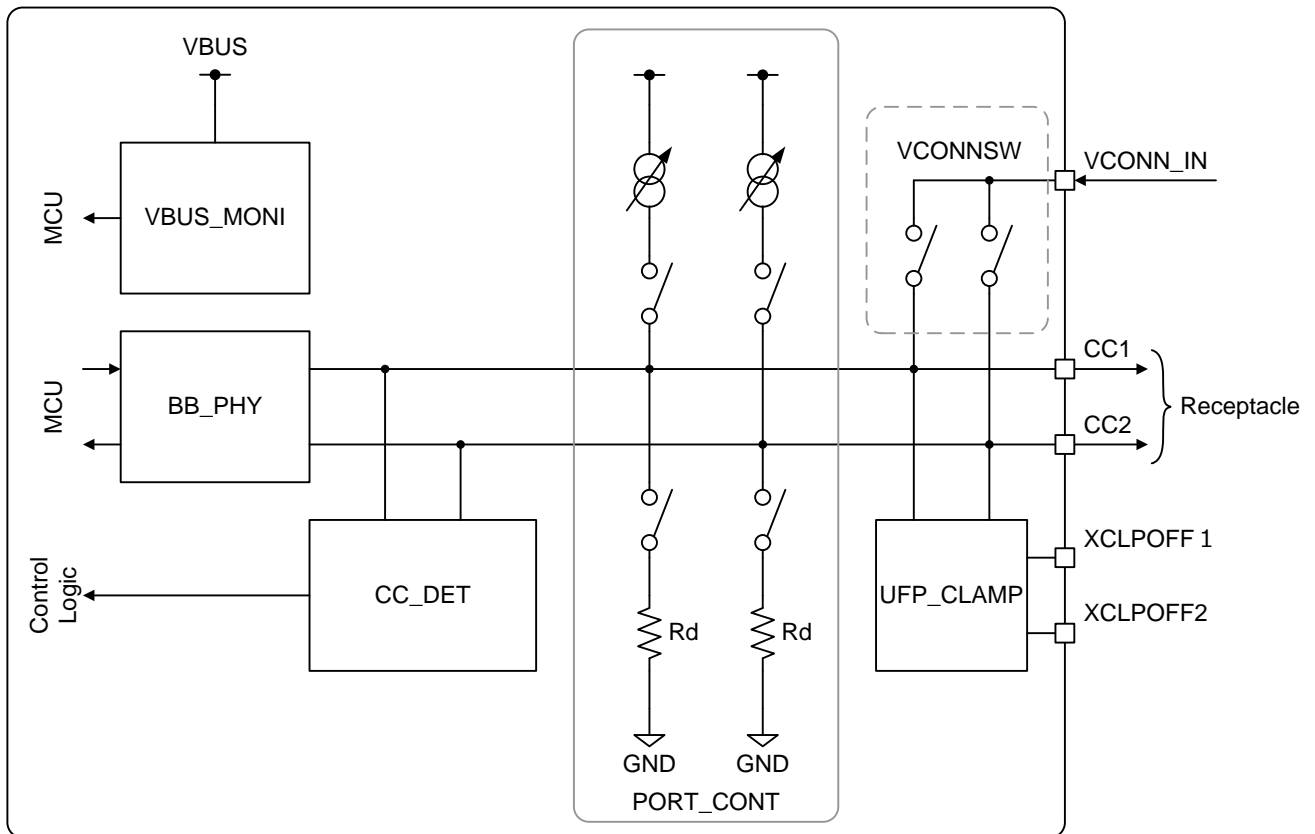 VBUS
VBUS_MONI
MCU
VCONNSW
VCONN_IN
BB_PHY
MCU
CC1
CC2
Receptacle
CC_DET
Control
Logic
UFP_CLAMP
XCLPOFF 1
XCLPOFF2
Rd
Rd
GND
GND
PORT_CONT